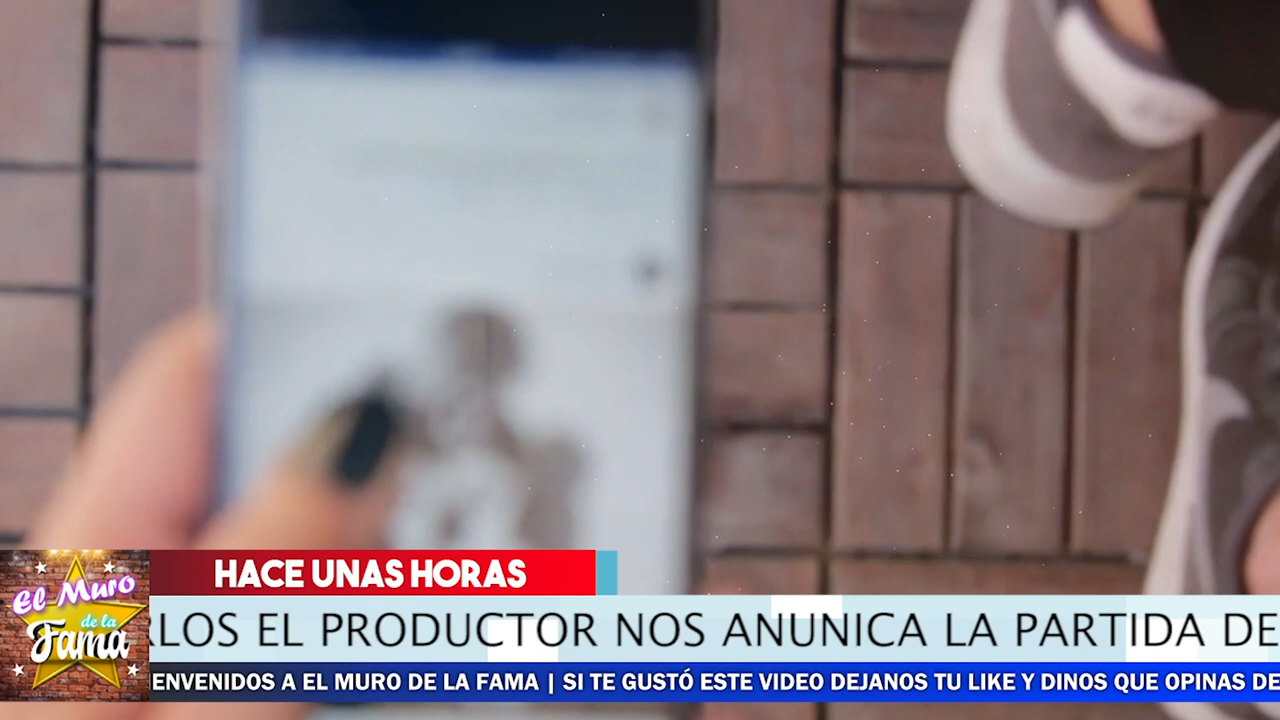 HACE UNAS HORAS
RLOS EL PRODUCTOR NOS ANUNICA LA PARTIDA DE
El Muro
de la
Fama
ENVENIDOS A EL MURO DE LA FAMA | SI TE GUSTÓ ESTE VIDEO DEJANOS TU LIKE Y DINOS QUE OPINAS DE